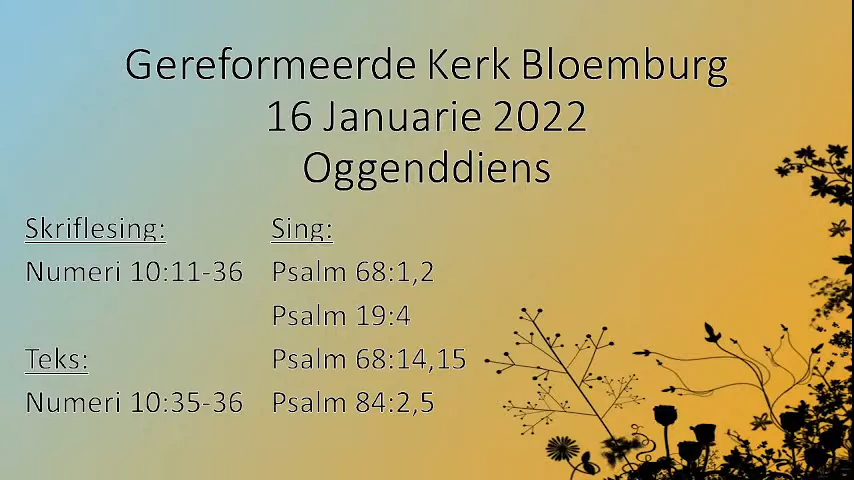 Gereformeerde Kerk Bloemburg
16 Januarie 2022
Oggenddiens
Skriflesing:
Numeri 10:11-36
Teks:
Numeri 10:35-36
Sing:
Psalm 68:1,2
Psalm 19:4
Psalm 68:14,15
Psalm 84:2,5